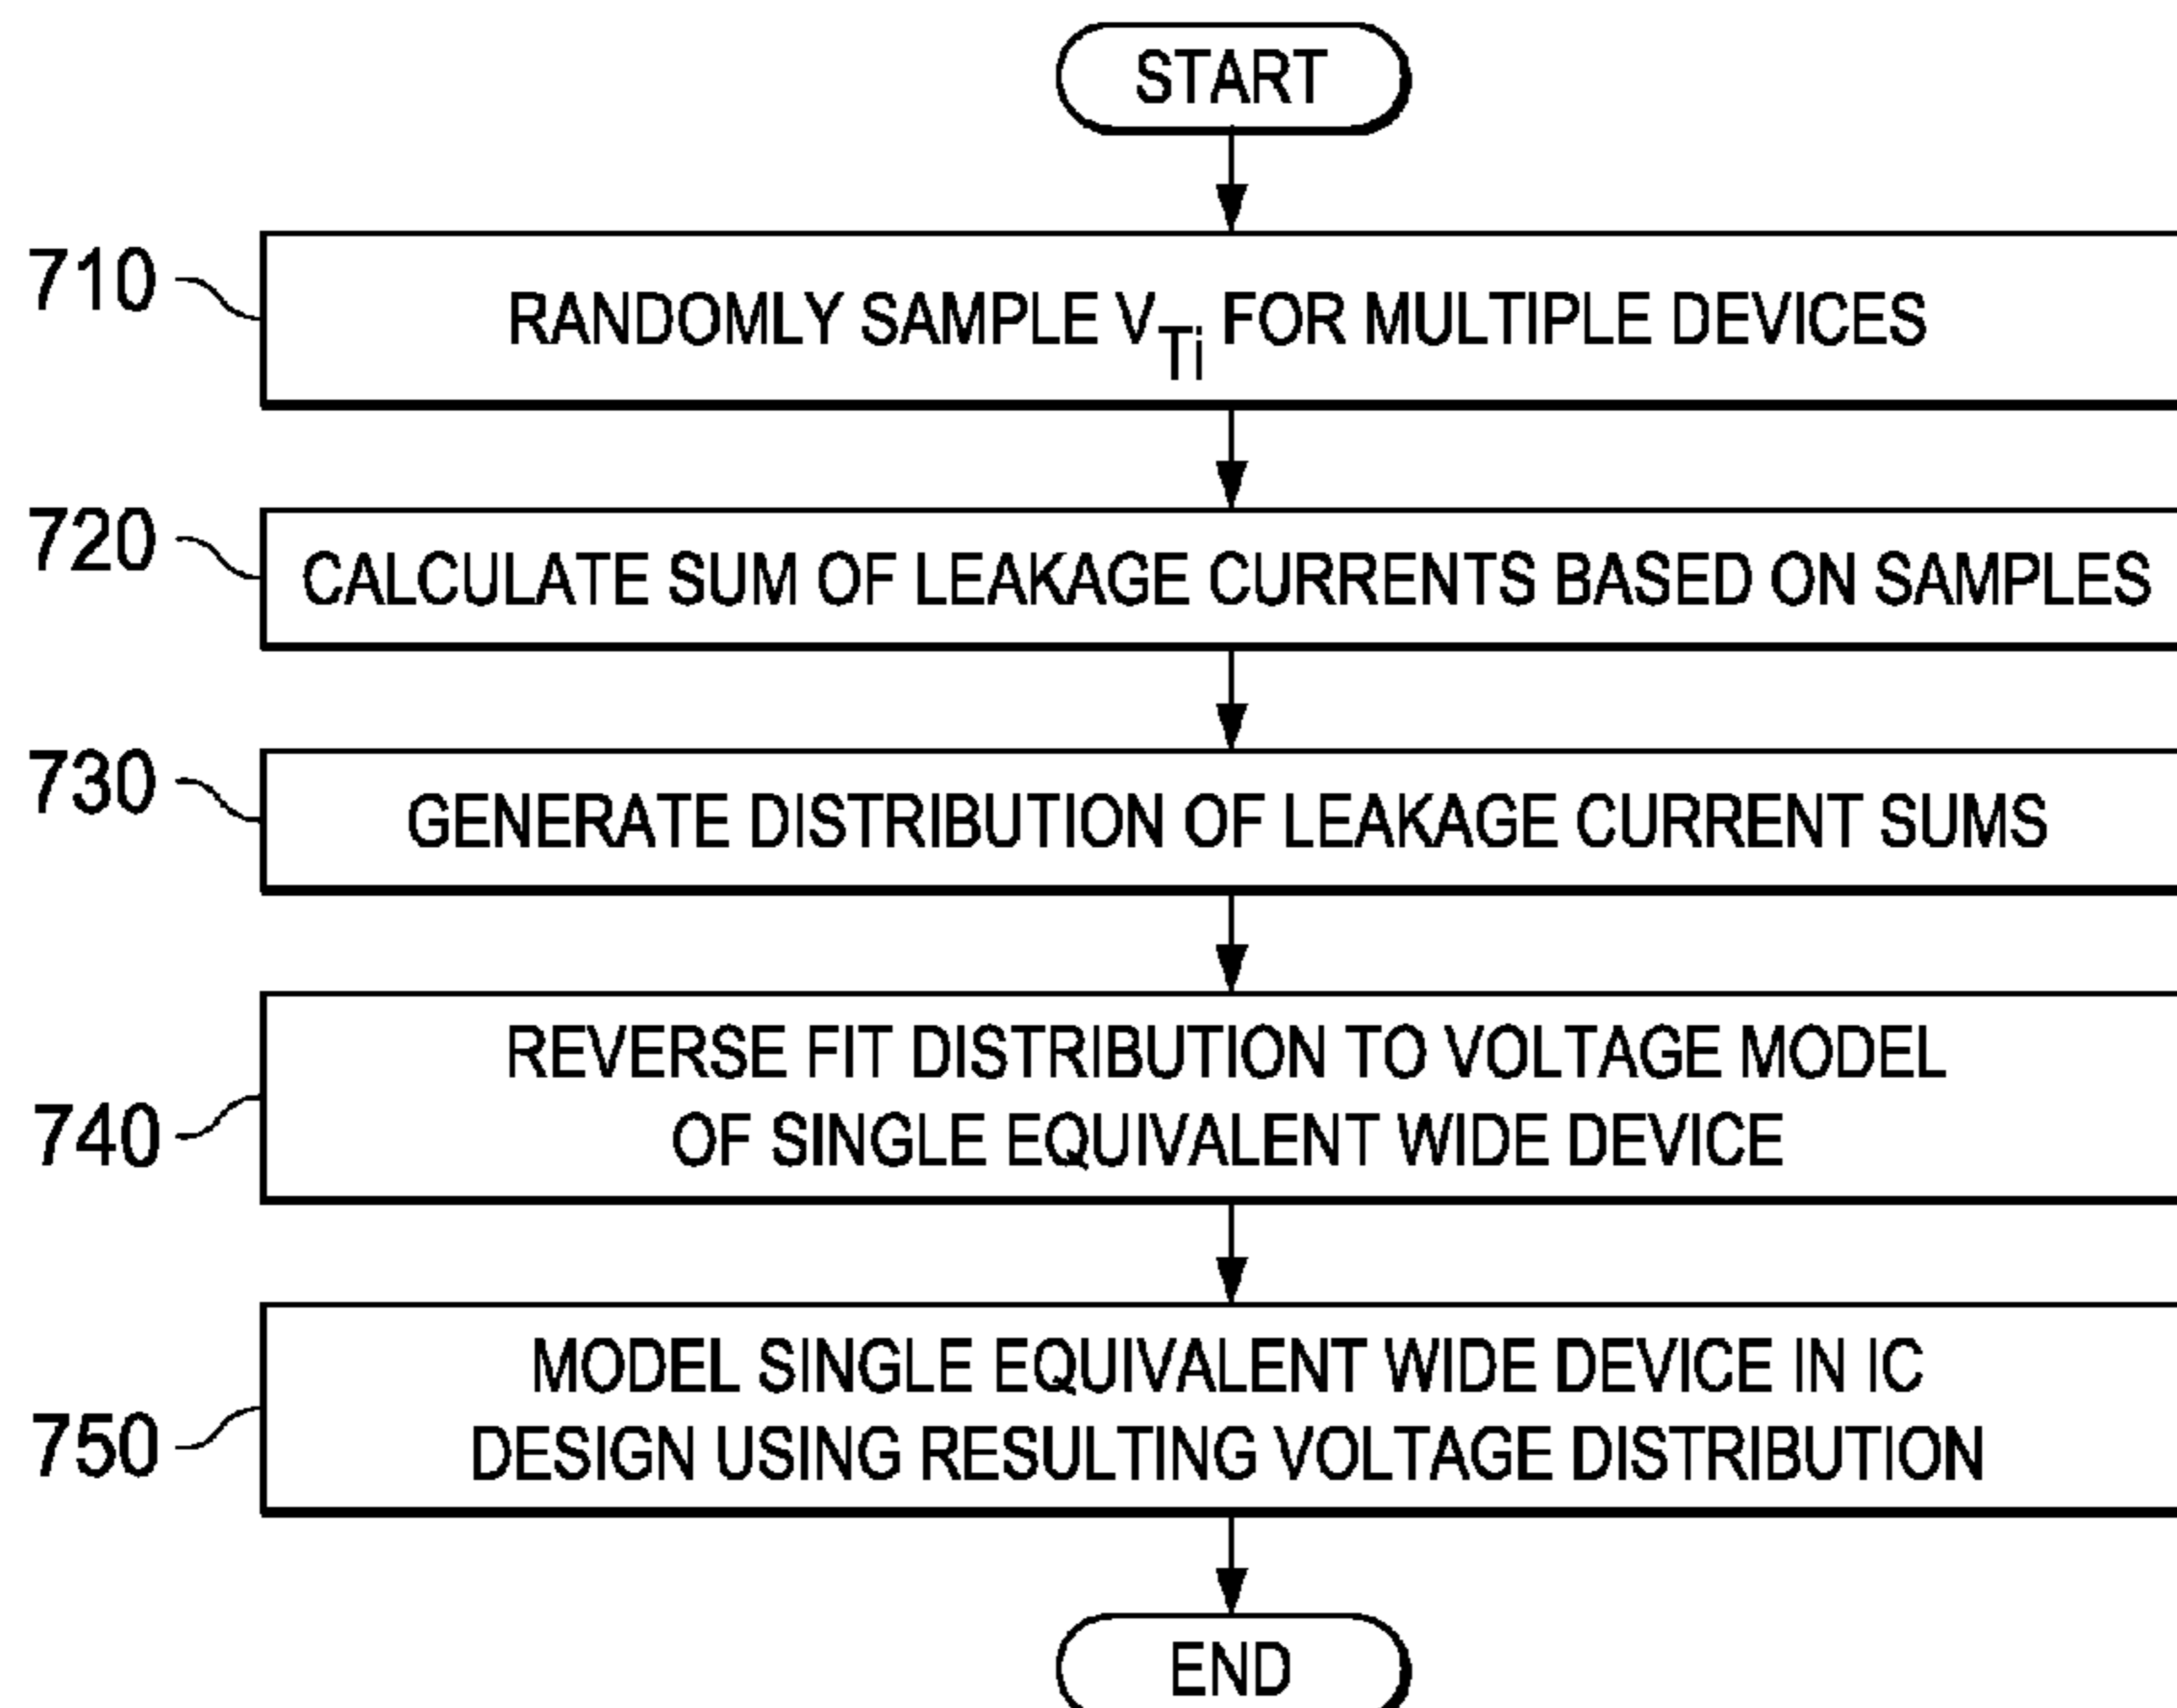 START
710
RANDOMLY SAMPLE V_Ti FOR MULTIPLE DEVICES
720
CALCULATE SUM OF LEAKAGE CURRENTS BASED ON SAMPLES
730
GENERATE DISTRIBUTION OF LEAKAGE CURRENT SUMS
740
REVERSE FIT DISTRIBUTION TO VOLTAGE MODEL
OF SINGLE EQUIVALENT WIDE DEVICE
750
MODEL SINGLE EQUIVALENT WIDE DEVICE IN IC
DESIGN USING RESULTING VOLTAGE DISTRIBUTION
END